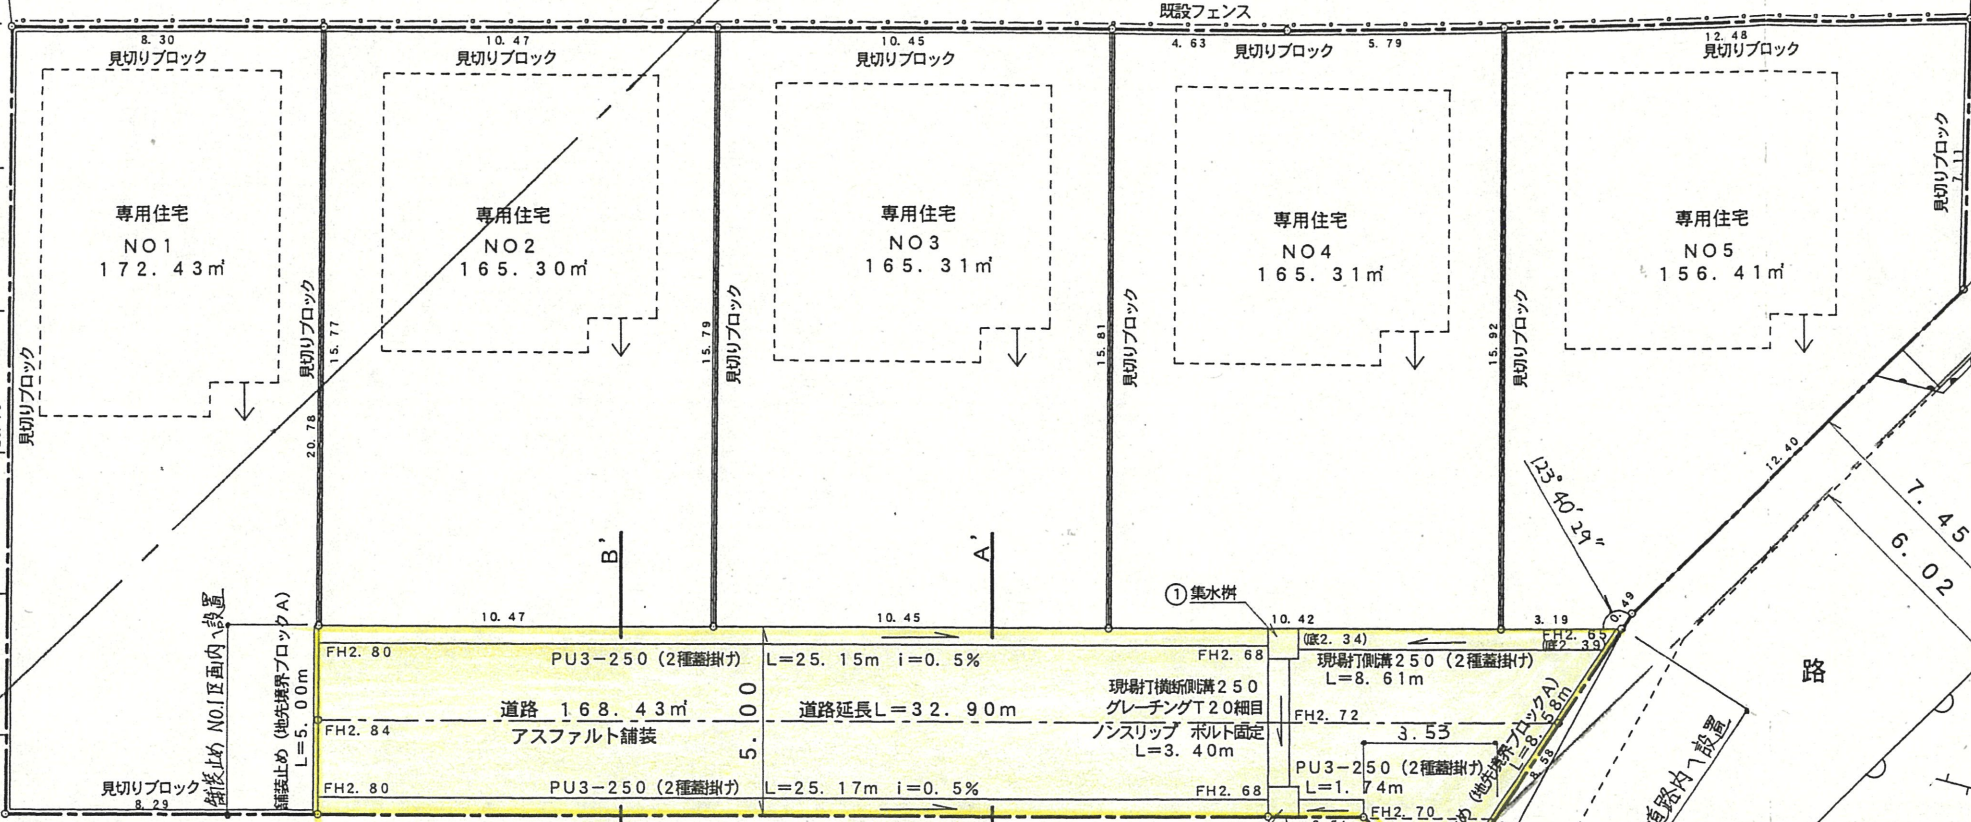 既設フェンス
8.30
見切りブロック
10.47
見切りブロック
10.45
見切りブロック
4.63
見切りブロック
5.79
12.48
見切りブロック
見切りブロック
7.11
専用住宅
NO1
172.43㎡
専用住宅
NO2
165.30㎡
専用住宅
NO3
165.31㎡
専用住宅
NO4
165.31㎡
専用住宅
NO5
156.41㎡
見切りブロック
見切りブロック
15.77
20.78
15.79
見切りブロック
15.81
見切りブロック
15.92
見切りブロック
12.40
7.45
6.02
123°40'29"
0.49
B'
A'
①集水桝
10.47
10.45
10.42
3.19
舗装止め NO.1区画内へ設置
舗装止め(地先境界ブロックA)
L=5.00m
FH2.80
PU3-250(2種蓋掛け)
L=25.15m i=0.5%
FH2.68
(底2.34)
FH2.65
(底2.39)
現場打側溝250(2種蓋掛け)
L=8.61m
道路 168.43㎡
アスファルト舗装
5.00
道路延長L=32.90m
現場打横断側溝250
グレーチングT20細目
ノンスリップ ボルト固定
L=3.40m
FH2.84
FH2.72
3.53
(地先境界ブロックA)
L=8.58m
8.58
路
道路内へ設置
見切りブロック
8.29
FH2.80
PU3-250(2種蓋掛け)
L=25.17m i=0.5%
FH2.68
PU3-250(2種蓋掛け)
L=1.74m
FH2.70